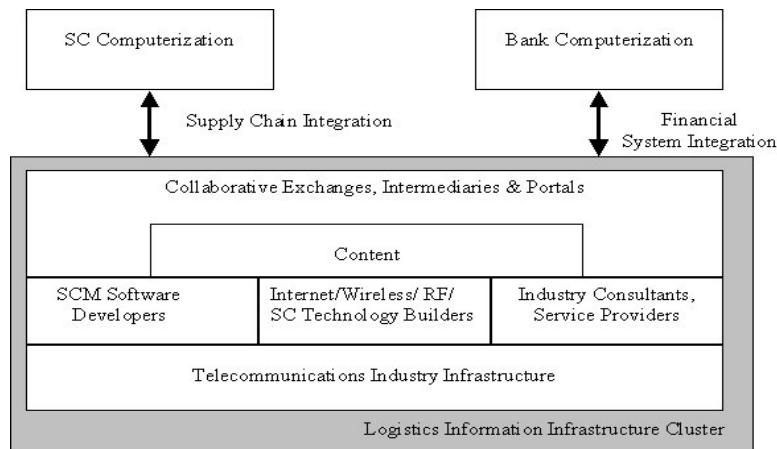 SC Computerization
Bank Computerization
Supply Chain Integration
Financial
System Integration
Collaborative Exchanges, Intermediaries & Portals
Content
SCM Software
Developers
Internet/Wireless/ RF/
SC Technology Builders
Industry Consultants,
Service Providers
Telecommunications Industry Infrastructure
Logistics Information Infrastructure Cluster